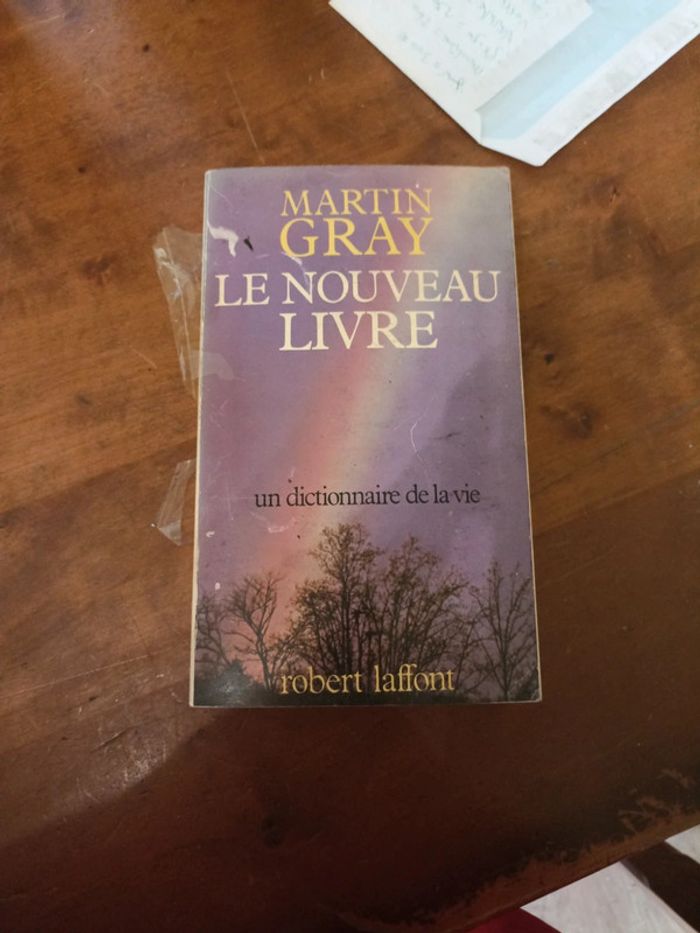 MARTIN
GRAY
LE NOUVEAU
LIVRE
un dictionnaire de la vie
robert laffont